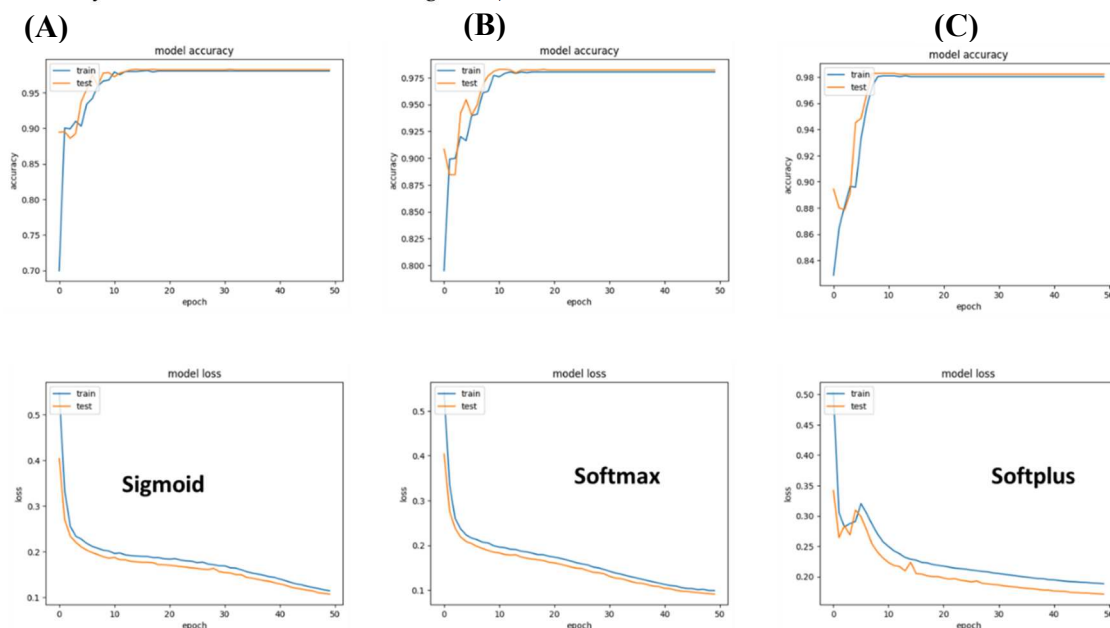 (A)
(B)
(C)
model accuracy
train
test
0.95
0.90
0.85
0.80
0.75
0.70
accuracy
0 10 20 30 40 50
epoch
model accuracy
train
test
0.975
0.950
0.925
0.900
0.875
0.850
0.825
0.800
accuracy
0 10 20 30 40 50
epoch
model accuracy
train
test
0.98
0.96
0.94
0.92
0.90
0.88
0.86
0.84
accuracy
0 10 20 30 40 50
epoch
model loss
train
test
0.5
0.4
0.3
0.2
0.1
loss
Sigmoid
0 10 20 30 40 50
epoch
model loss
train
test
0.5
0.4
0.3
0.2
0.1
loss
Softmax
0 10 20 30 40 50
epoch
model loss
train
test
0.50
0.45
0.40
0.35
0.30
0.25
0.20
loss
Softplus
0 10 20 30 40 50
epoch